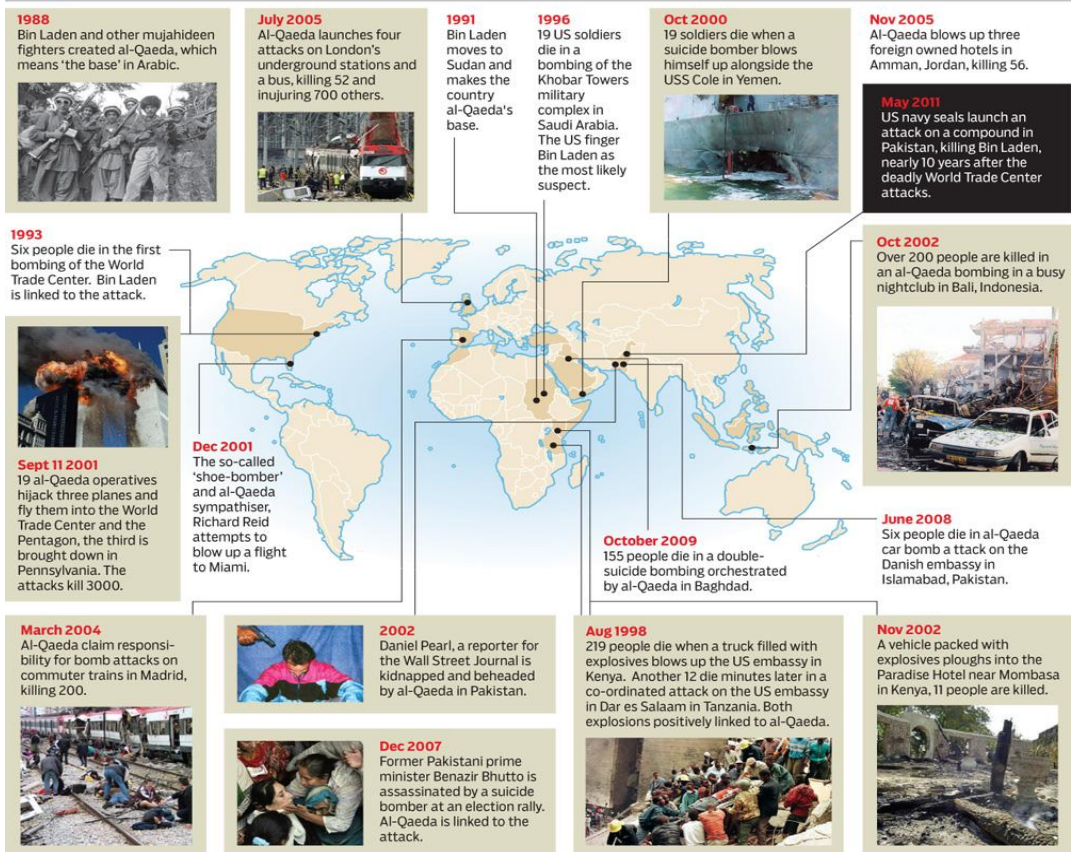 1988
Bin Laden and other mujahideen
fighters created al-Qaeda, which
means ‘the base’ in Arabic.
July 2005
Al-Qaeda launches four
attacks on London's
underground stations and
a bus, killing 52 and
inujuring 700 others.
1991
Bin Laden
moves to
Sudan and
makes the
country
al-Qaeda's
base.
1996
19 US soldiers
die in a
bombing of the
Khobar Towers
military
complex in
Saudi Arabia.
The US finger
Bin Laden as
the most likely
suspect.
Oct 2000
19 soldiers die when a
suicide bomber blows
himself up alongside the
USS Cole in Yemen.
Nov 2005
Al-Qaeda blows up three
foreign owned hotels in
Amman, Jordan, killing 56.
May 2011
US navy seals launch an
attack on a compound in
Pakistan, killing Bin Laden,
nearly 10 years after the
deadly World Trade Center
attacks.
1993
Six people die in the first
bombing of the World
Trade Center. Bin Laden
is linked to the attack.
Oct 2002
Over 200 people are killed in
an al-Qaeda bombing in a busy
nightclub in Bali, Indonesia.
Sept 11 2001
19 al-Qaeda operatives
hijack three planes and
fly them into the World
Trade Center and the
Pentagon, the third is
brought down in
Pennsylvania. The
attacks kill 3000.
Dec 2001
The so-called
‘shoe-bomber’
and al-Qaeda
sympathiser,
Richard Reid
attempts to
blow up a flight
to Miami.
October 2009
155 people die in a double-
suicide bombing orchestrated
by al-Qaeda in Baghdad.
June 2008
Six people die in al-Qaeda
car bomb a ttack on the
Danish embassy in
Islamabad, Pakistan.
March 2004
Al-Qaeda claim responsi-
bility for bomb attacks on
commuter trains in Madrid,
killing 200.
2002
Daniel Pearl, a reporter for
the Wall Street Journal is
kidnapped and beheaded
by al-Qaeda in Pakistan.
Dec 2007
Former Pakistani prime
minister Benazir Bhutto is
assassinated by a suicide
bomber at an election rally.
Al-Qaeda is linked to the
attack.
Aug 1998
219 people die when a truck filled with
explosives blows up the US embassy in
Kenya. Another 12 die minutes later in a
co-ordinated attack on the US embassy
in Dar es Salaam in Tanzania. Both
explosions positively linked to al-Qaeda.
Nov 2002
A vehicle packed with
explosives ploughs into the
Paradise Hotel near Mombasa
in Kenya, 11 people are killed.